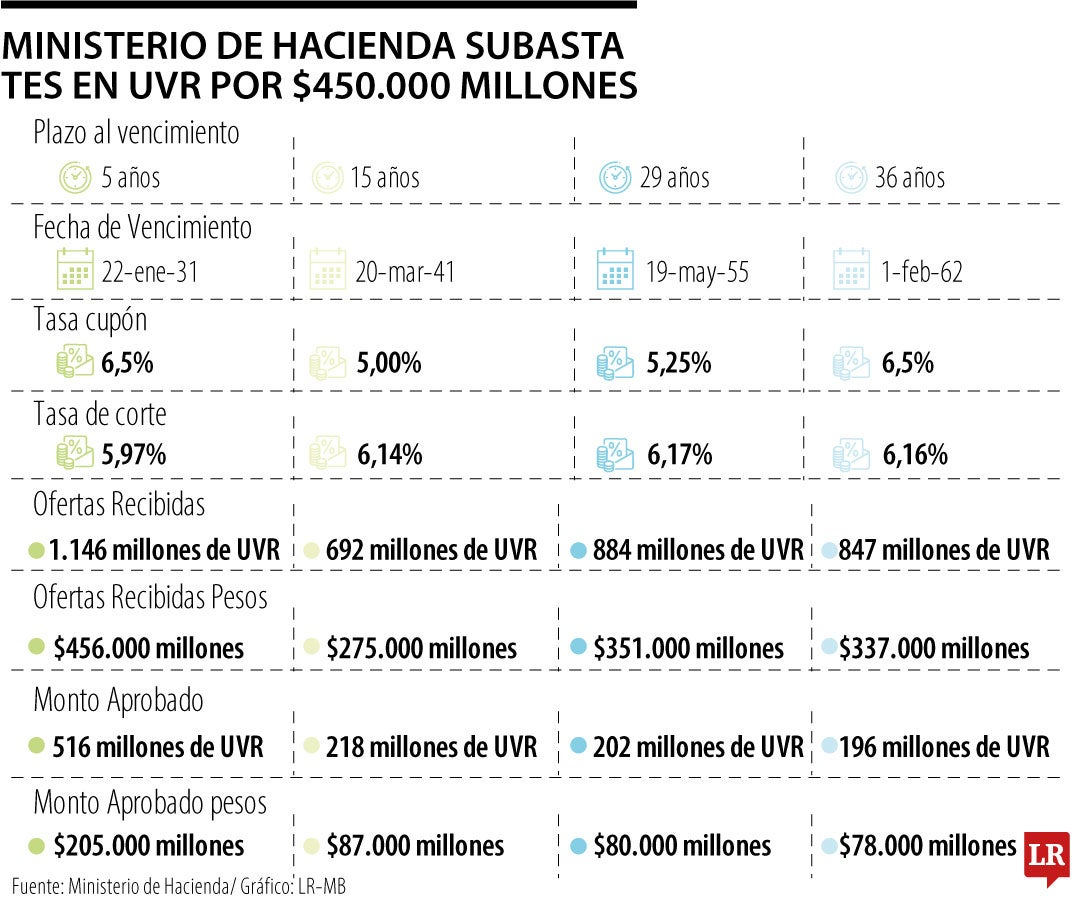 MINISTERIO DE HACIENDA SUBASTA
TES EN UVR POR $450.000 MILLONES
Plazo al vencimiento
5 años 15 años 29 años 36 años
Fecha de Vencimiento
22-ene-31 20-mar-41 19-may-55 1-feb-62
Tasa cupón
6,5% 5,00% 5,25% 6,5%
Tasa de corte
5,97% 6,14% 6,17% 6,16%
Ofertas Recibidas
1.146 millones de UVR 692 millones de UVR 884 millones de UVR 847 millones de UVR
Ofertas Recibidas Pesos
$456.000 millones $275.000 millones $351.000 millones $337.000 millones
Monto Aprobado
516 millones de UVR 218 millones de UVR 202 millones de UVR 196 millones de UVR
Monto Aprobado pesos
$205.000 millones $87.000 millones $80.000 millones $78.000 millones
LR
Fuente: Ministerio de Hacienda/ Gráfico: LR-MB